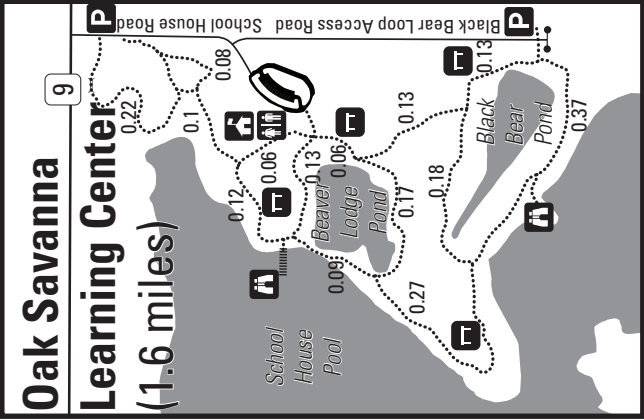 Oak Savanna
9
Learning Center
(1.6 miles)
P
School House Road
Black Bear Loop Access Road
P
0.22
0.1
0.08
0.12
0.06
0.13
0.06
0.13
0.13
0.37
0.18
0.17
0.09
0.27
Beaver
Lodge
Pond
Black
Bear
Pond
School
House
Pool